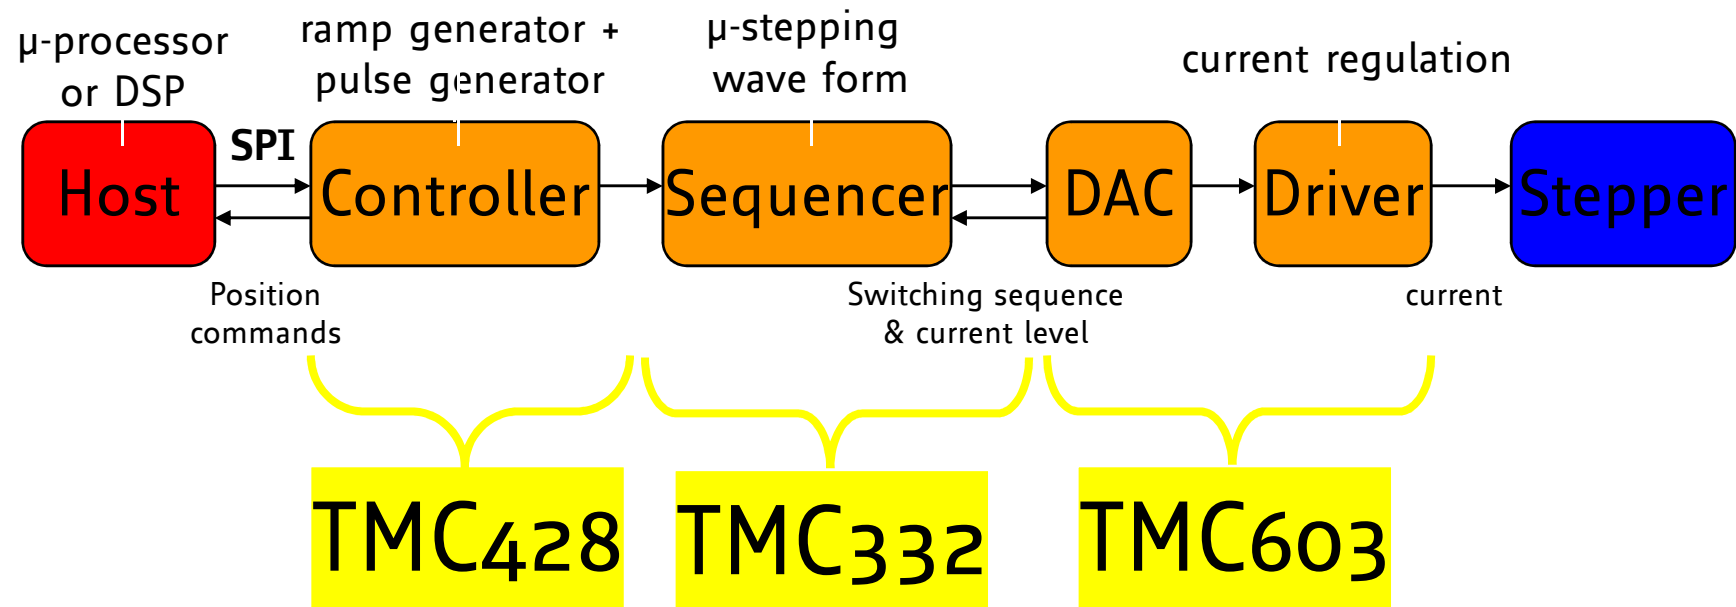 µ-processor
or DSP
ramp generator +
pulse generator
µ-stepping
wave form
current regulation
SPI
Host
Controller
Sequencer
DAC
Driver
Stepper
Position
commands
Switching sequence
& current level
current
TMC428
TMC332
TMC603